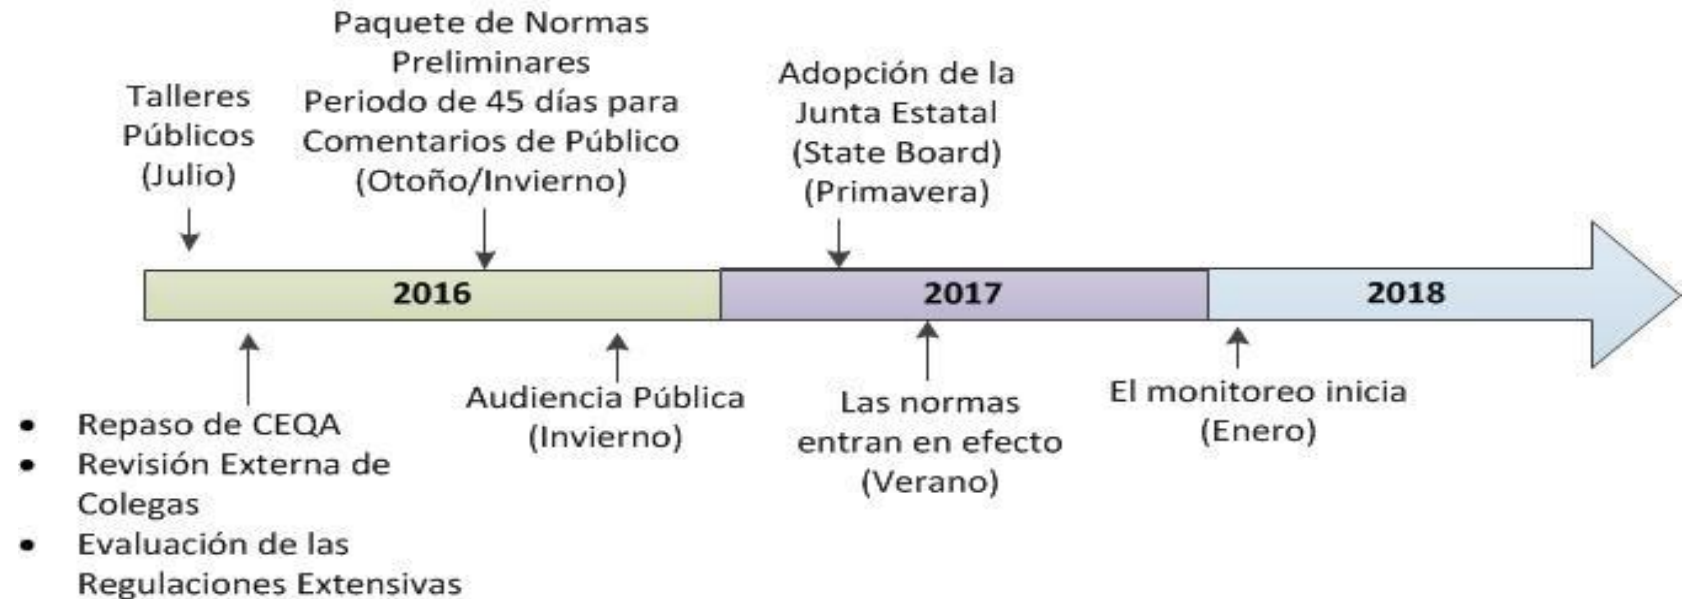 Talleres
Públicos
(Julio)
Paquete de Normas
Preliminares
Periodo de 45 días para
Comentarios de Público
(Otoño/Invierno)
Adopción de la
Junta Estatal
(State Board)
(Primavera)
2016
2017
2018
• Repaso de CEQA
• Revisión Externa de
Colegas
• Evaluación de las
Regulaciones Extensivas
Audiencia Pública
(Invierno)
Las normas
entran en efecto
(Verano)
El monitoreo inicia
(Enero)